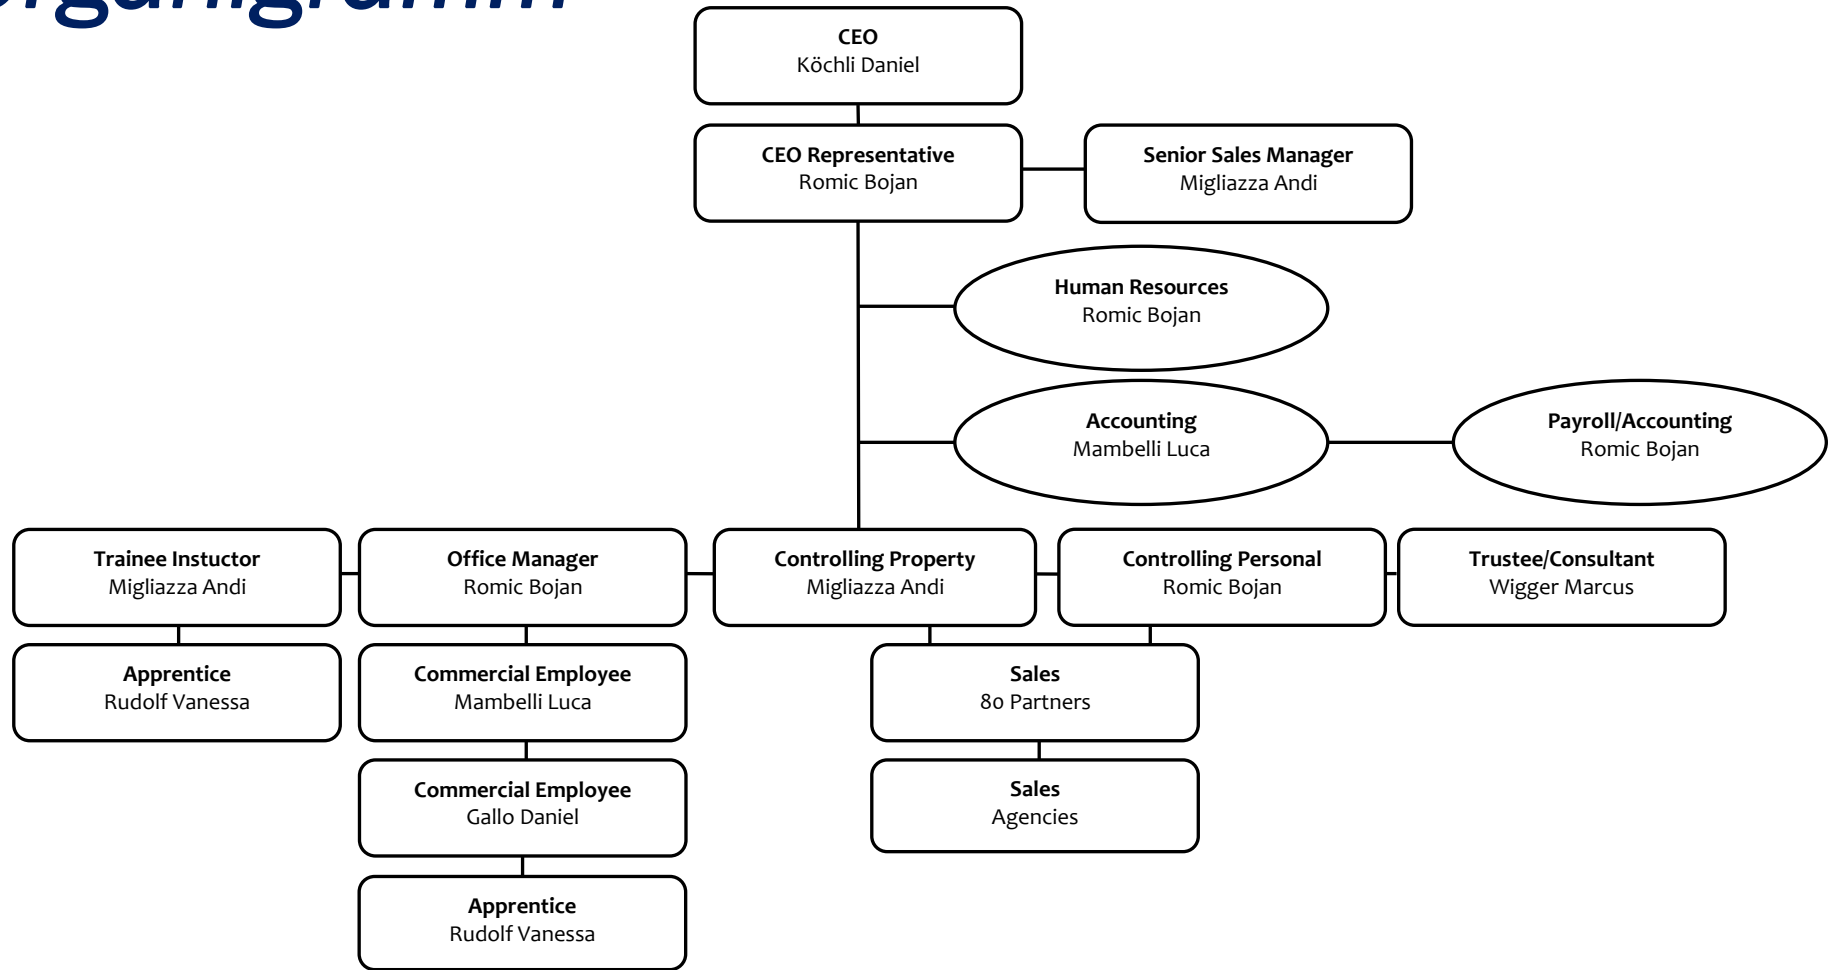 Organigramm
CEO
Köchli Daniel
CEO Representative
Romic Bojan
Senior Sales Manager
Migliazza Andi
Human Resources
Romic Bojan
Accounting
Mambelli Luca
Payroll/Accounting
Romic Bojan
Trainee Instuctor
Migliazza Andi
Office Manager
Romic Bojan
Controlling Property
Migliazza Andi
Controlling Personal
Romic Bojan
Trustee/Consultant
Wigger Marcus
Apprentice
Rudolf Vanessa
Commercial Employee
Mambelli Luca
Sales
80 Partners
Commercial Employee
Gallo Daniel
Sales
Agencies
Apprentice
Rudolf Vanessa